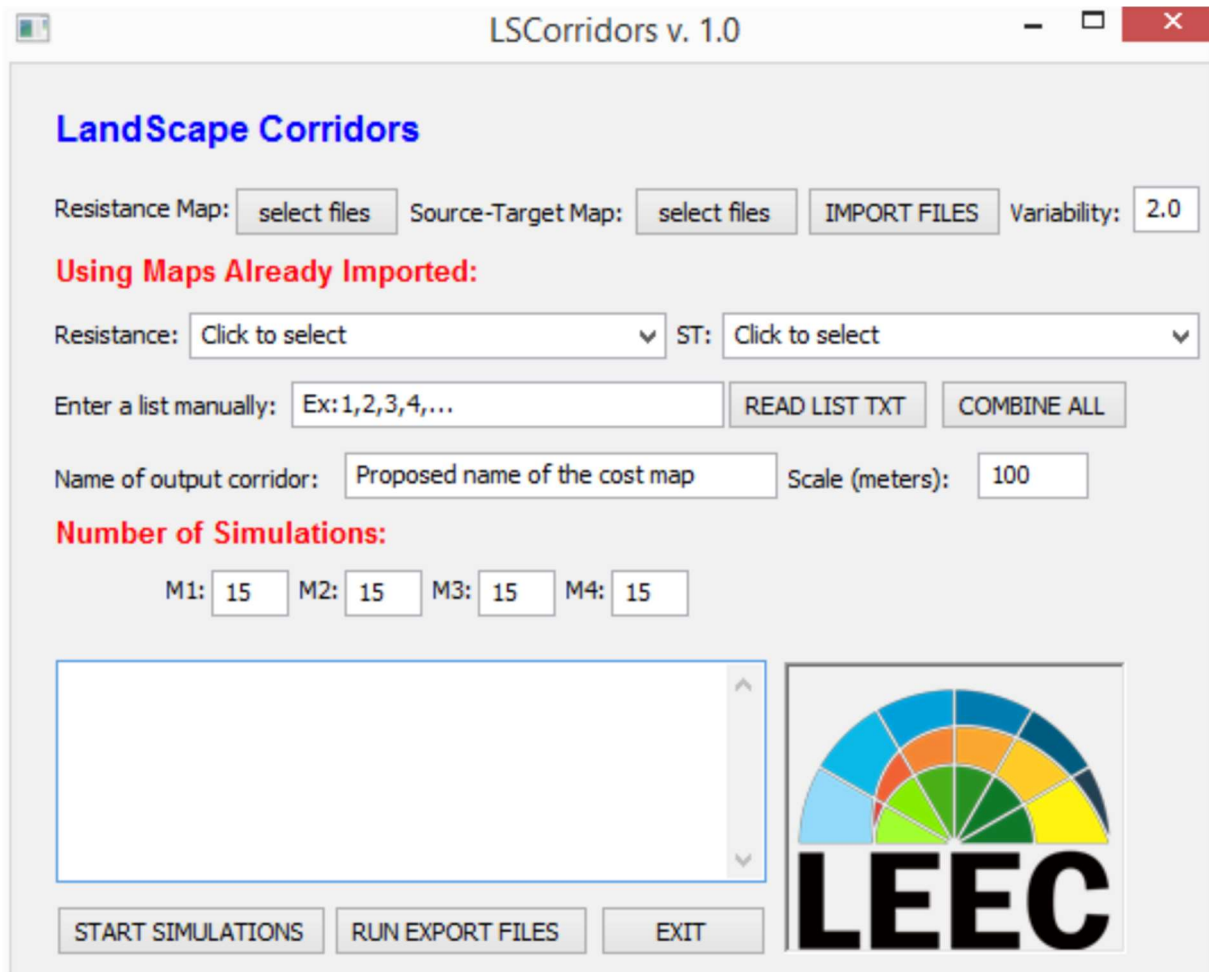 LSCorridors v. 1.0
LandScape Corridors
Resistance Map: select files Source-Target Map: select files IMPORT FILES Variability: 2.0
Using Maps Already Imported:
Resistance: Click to select ST: Click to select
Enter a list manually: Ex:1,2,3,4,... READ LIST TXT COMBINE ALL
Name of output corridor: Proposed name of the cost map Scale (meters): 100
Number of Simulations:
M1: 15 M2: 15 M3: 15 M4: 15
LEEC
START SIMULATIONS RUN EXPORT FILES EXIT